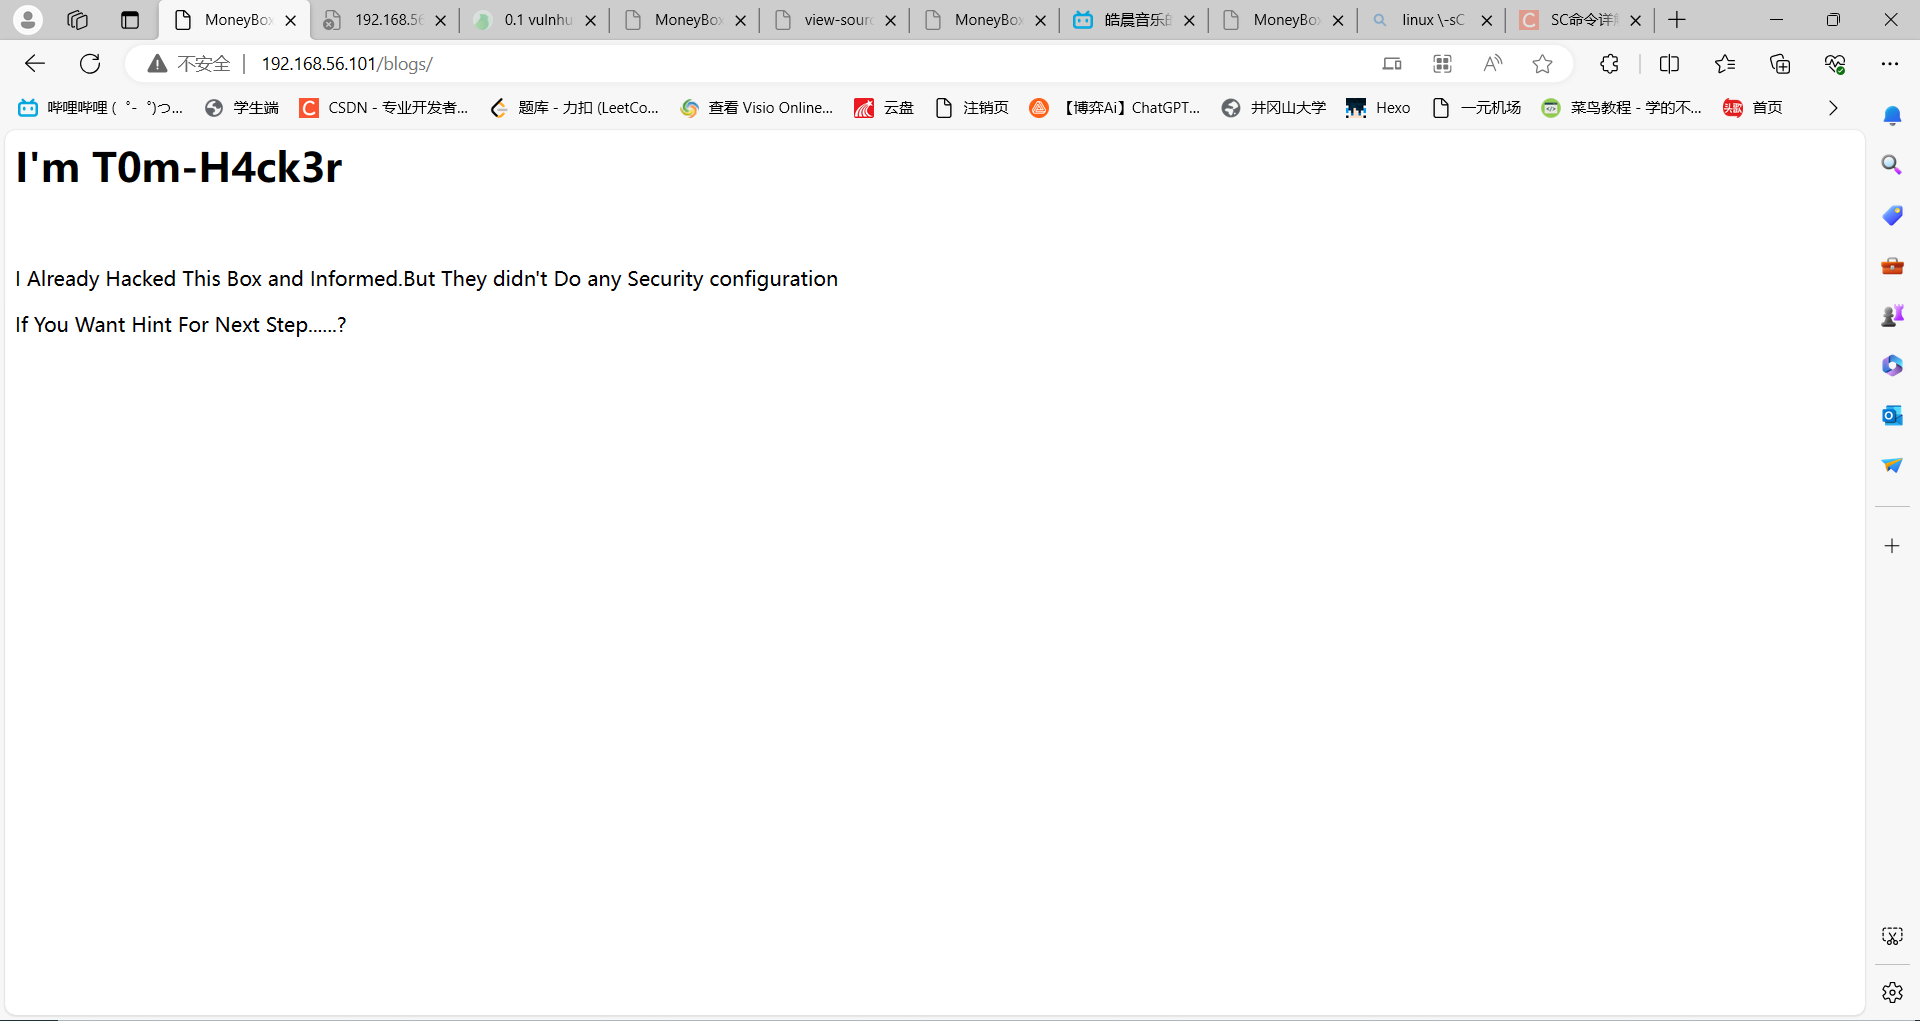 MoneyBox
192.168.56
0.1 vulnhu
MoneyBox
view-sourc
MoneyBox
皓晨音乐的
MoneyBox
linux \-sC
SC命令详解
不安全 192.168.56.101/blogs/
哔哩哔哩 ( ゜- ゜)つ...
学生端
CSDN - 专业开发者...
题库 - 力扣 (LeetCo...
查看 Visio Online...
云盘
注销页
【博弈Ai】ChatGPT...
井冈山大学
Hexo
一元机场
菜鸟教程 - 学的不...
头歌
首页
I'm T0m-H4ck3r
I Already Hacked This Box and Informed.But They didn't Do any Security configuration
If You Want Hint For Next Step......?